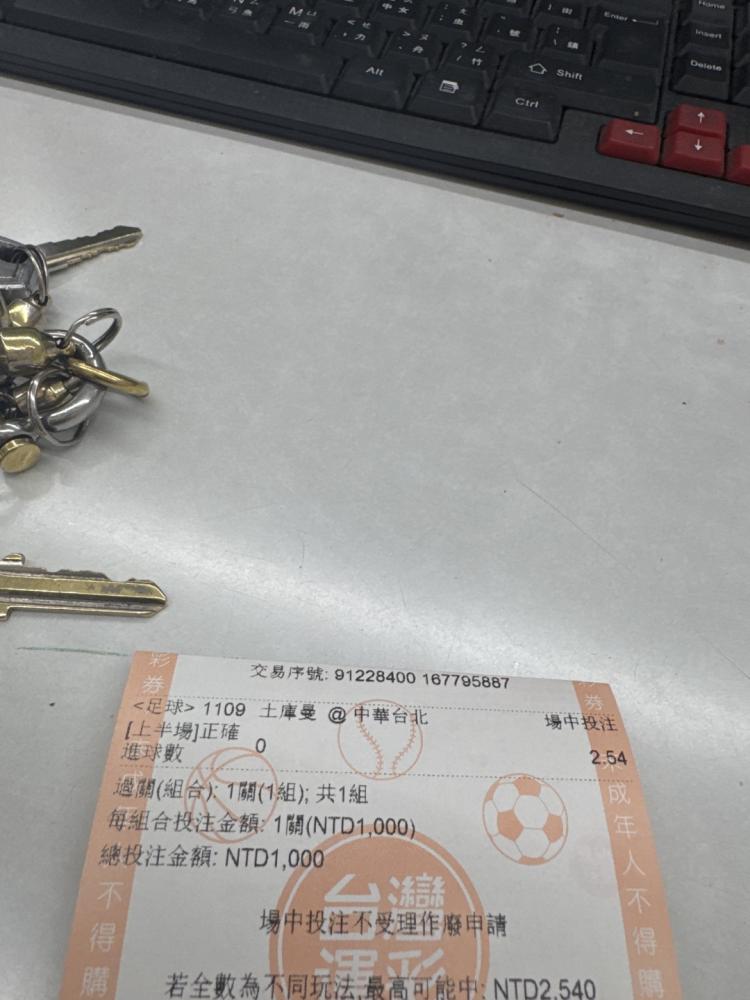 Home
Enter
Insert
Delete
Alt
Shift
Ctrl
交易序號: 91228400 167795887
<足球> 1109 土庫曼 @ 中華台北 場中投注
[上半場]正確
進球數 0 2.54
過關(組合): 1關(1組); 共1組
每組合投注金額: 1關(NTD1,000)
總投注金額: NTD1,000
場中投注不受理作廢申請
若全數為不同玩法,最高可能中: NTD2,540
台灣
運彩
彩券
不得購
券
成年人不得購